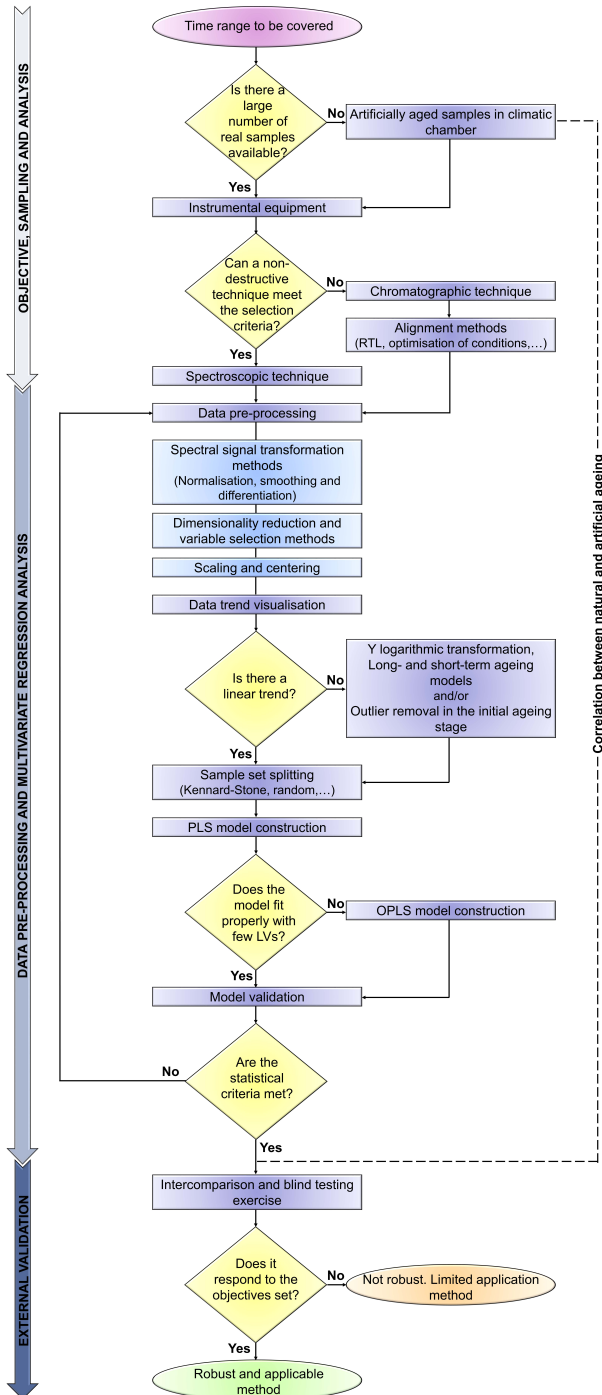 Time range to be covered
Is there a
large
number of
real samples
available?
No
Artificially aged samples in climatic
chamber
Yes
Instrumental equipment
Can a non-
destructive
technique meet
the selection
criteria?
No
Chromatographic technique
Alignment methods
(RTL, optimisation of conditions,...)
Yes
Spectroscopic technique
OBJECTIVE, SAMPLING AND ANALYSIS
Data pre-processing
Spectral signal transformation
methods
(Normalisation, smoothing and
differentiation)
Dimensionality reduction and
variable selection methods
Scaling and centering
Data trend visualisation
Is there a
linear trend?
No
Y logarithmic transformation,
Long- and short-term ageing
models
and/or
Outlier removal in the initial ageing
stage
Yes
Sample set splitting
(Kennard-Stone, random,...)
PLS model construction
Does the
model fit
properly with
few LVs?
No
OPLS model construction
Yes
Model validation
Are the
statistical
criteria met?
No
Yes
DATA PRE-PROCESSING AND MULTIVARIATE REGRESSION ANALYSIS
Correlation between natural and artificial ageing
Intercomparison and blind testing
exercise
Does it
respond to the
objectives set?
No
Not robust. Limited application
method
Yes
Robust and applicable
method
EXTERNAL VALIDATION